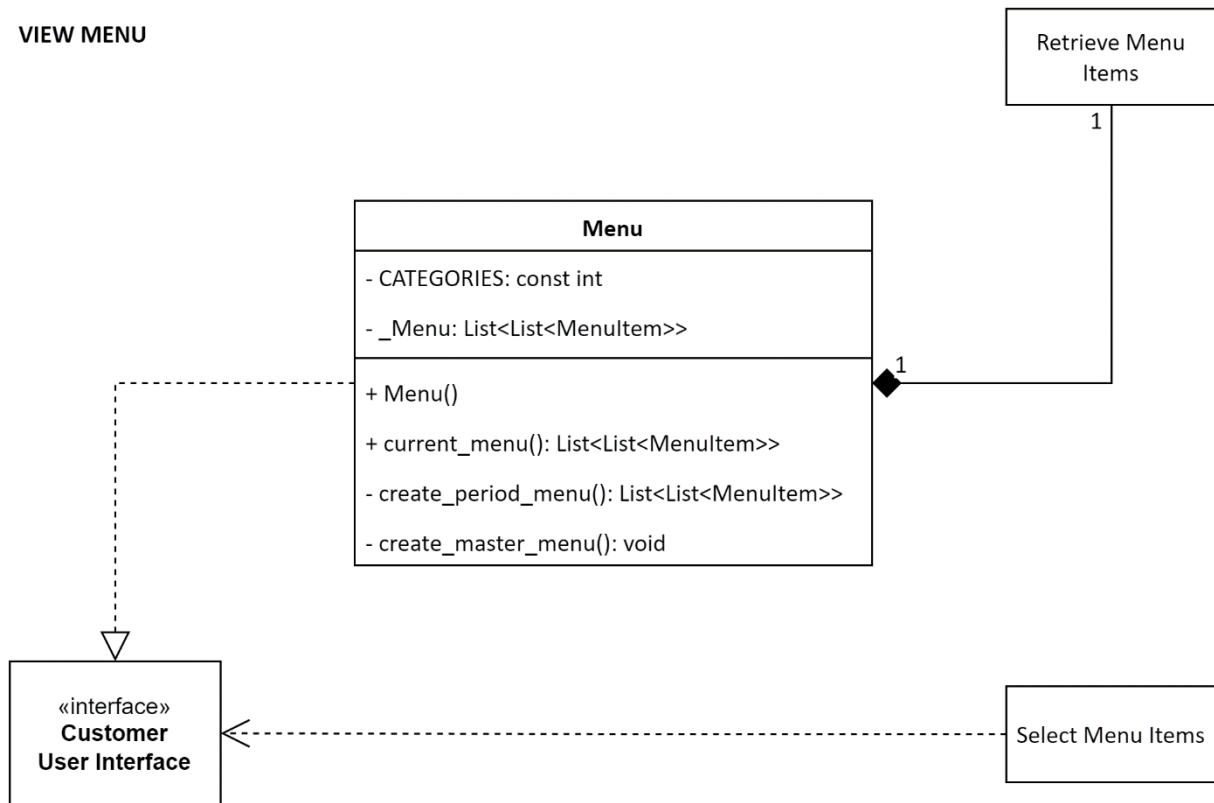 VIEW MENU
Retrieve Menu
Items
1
Menu
- CATEGORIES: const int
- _Menu: List<List<MenuItem>>
1
+ Menu()
+ current_menu(): List<List<MenuItem>>
- create_period_menu(): List<List<MenuItem>>
- create_master_menu(): void
«interface»
Customer
User Interface
Select Menu Items